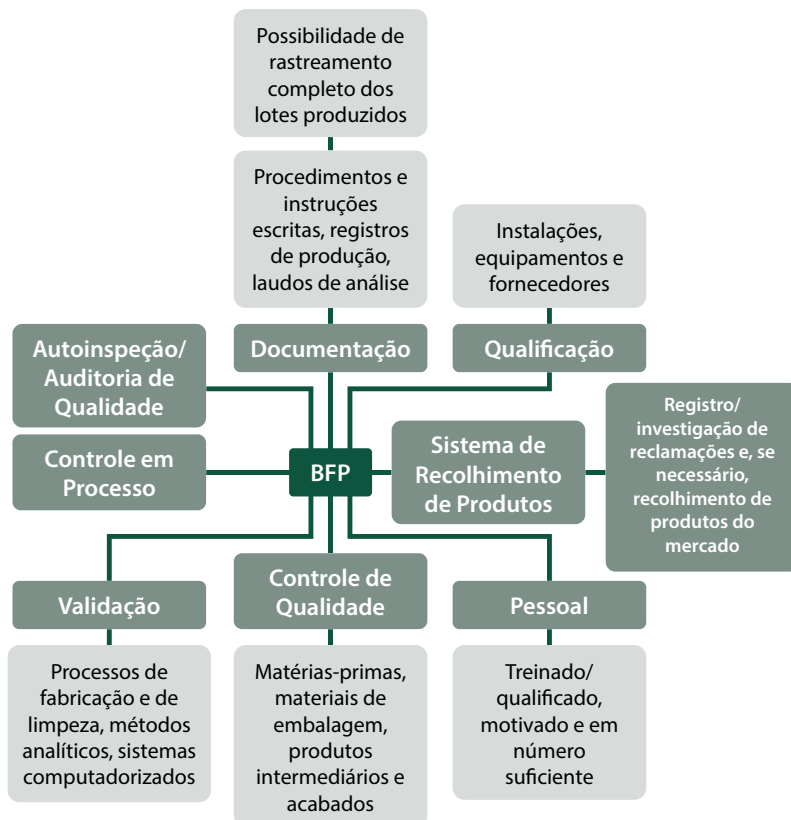 Possibilidade de
rastreamento
completo dos
lotes produzidos
Procedimentos e
instruções
escritas, registros
de produção,
laudos de análise
Instalações,
equipamentos e
fornecedores
Autoinspeção/
Auditoria de
Qualidade
Documentação
Qualificação
Controle em
Processo
BFP
Sistema de
Recolhimento
de Produtos
Registro/
investigação de
reclamações e, se
necessário,
recolhimento de
produtos do
mercado
Validação
Controle de
Qualidade
Pessoal
Processos de
fabricação e de
limpeza, métodos
analíticos, sistemas
computadorizados
Matérias-primas,
materiais de
embalagem,
produtos
intermediários e
acabados
Treinado/
qualificado,
motivado e em
número
suficiente